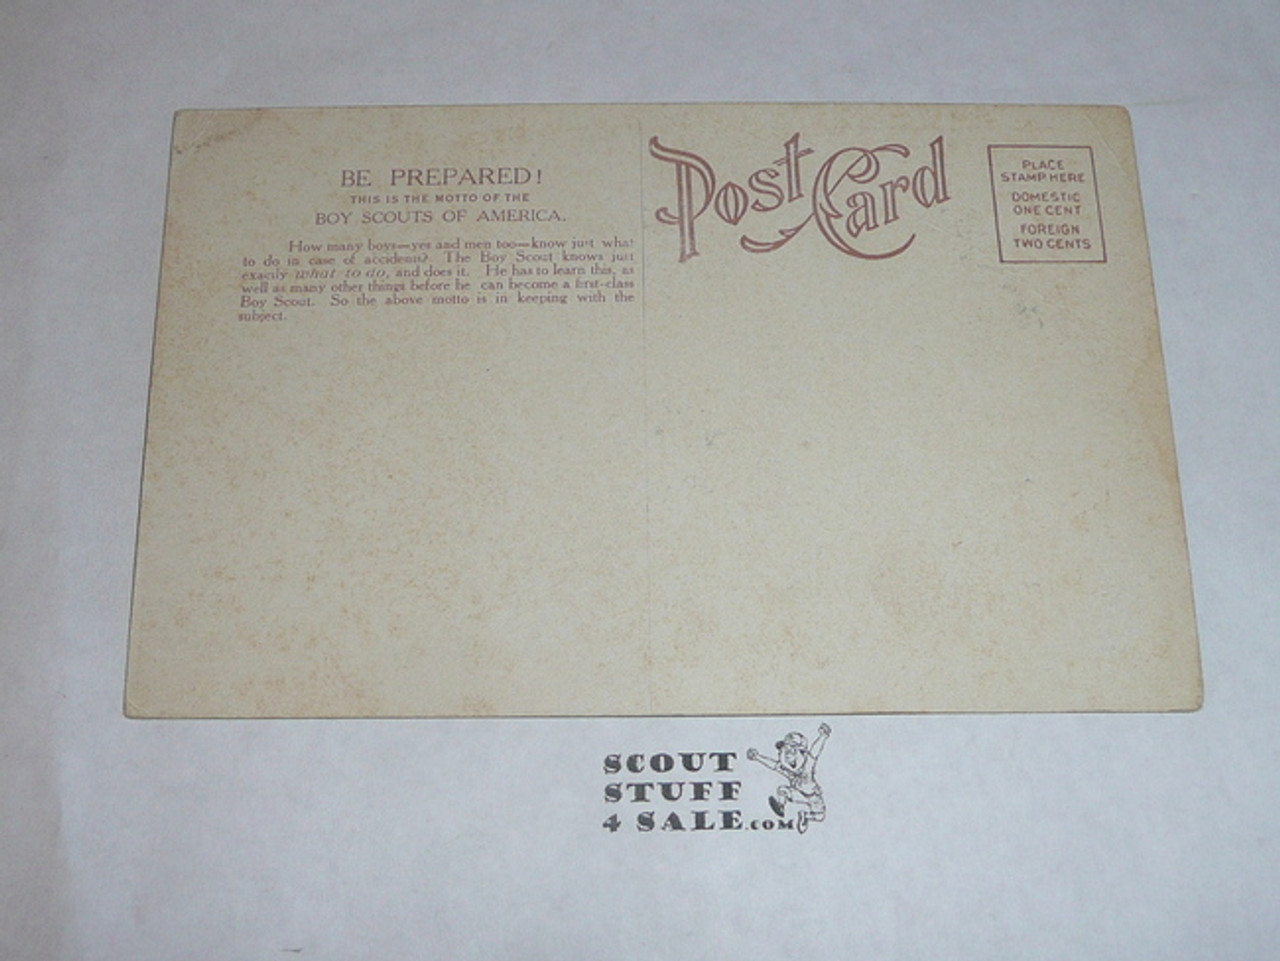 BE PREPARED!
THIS IS THE MOTTO OF THE
BOY SCOUTS OF AMERICA.
How many boys—yes and men too—know just what
to do in case of accidents? The Boy Scout knows just
exactly what to do, and does it. He has to learn this, as
well as many other things before he can become a first-class
Boy Scout. So the above motto is in keeping with the
subject.
Post Card
PLACE
STAMP HERE
DOMESTIC
ONE CENT
FOREIGN
TWO CENTS
SCOUT
STUFF
4 SALE.COM